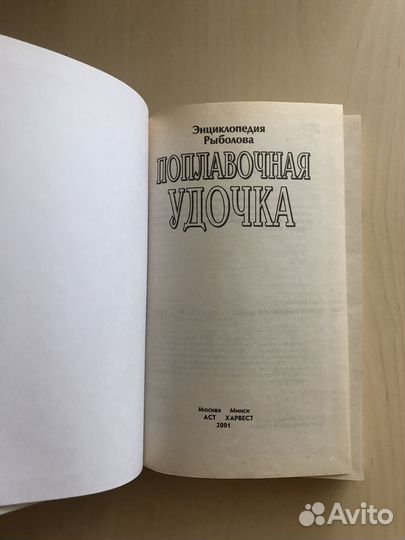 Энциклопедия
Рыболова
ПОПЛАВОЧНАЯ
УДОЧКА
Москва Минск
АСТ ХАРВЕСТ
2001
Avito